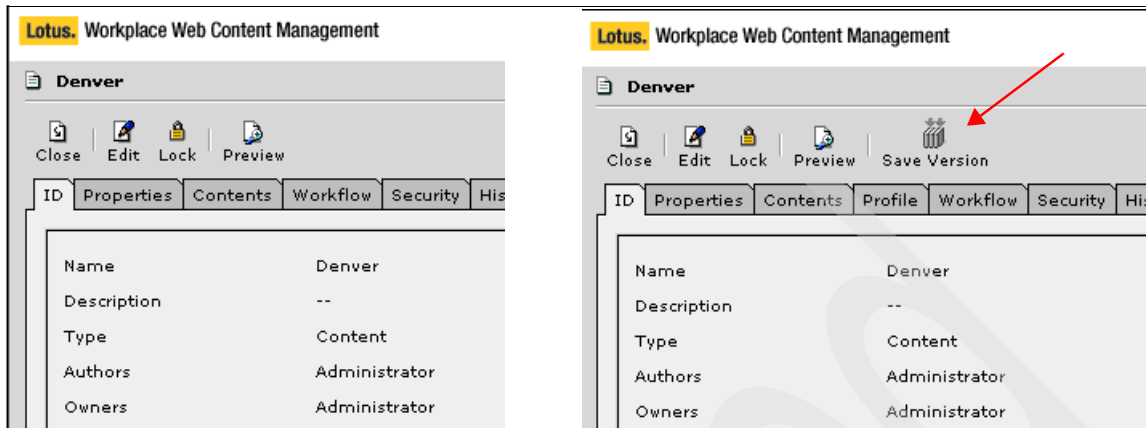 Lotus. Workplace Web Content Management
Denver
Close Edit Lock Preview
ID Properties Contents Workflow Security His
Name Denver
Description --
Type Content
Authors Administrator
Owners Administrator
Lotus. Workplace Web Content Management
Denver
Close Edit Lock Preview Save Version
ID Properties Contents Profile Workflow Security His
Name Denver
Description --
Type Content
Authors Administrator
Owners Administrator